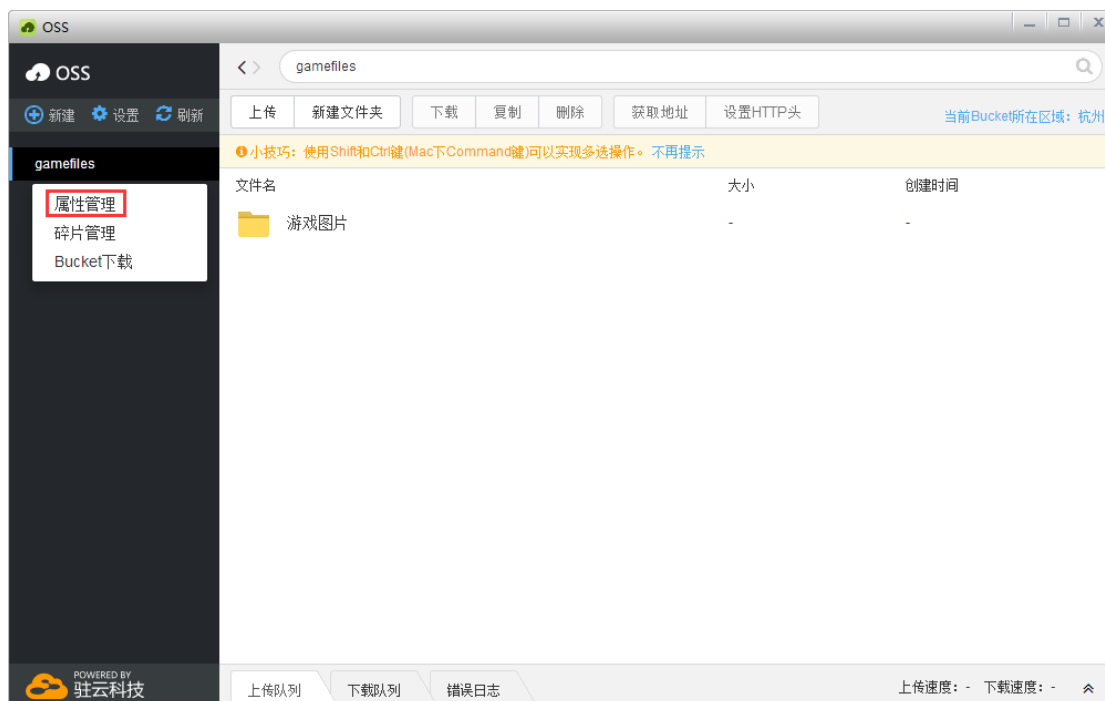 OSS
OSS
新建 设置 刷新
gamefiles
属性管理
碎片管理
Bucket下载
POWERED BY
驻云科技
gamefiles
上传 新建文件夹 下载 复制 删除 获取地址 设置HTTP头 当前Bucket所在区域：杭州
小技巧：使用Shift和Ctrl键(Mac下Command键)可以实现多选操作。不再提示
文件名 大小 创建时间
游戏图片 - -
上传队列 下载队列 错误日志 上传速度：- 下载速度：-